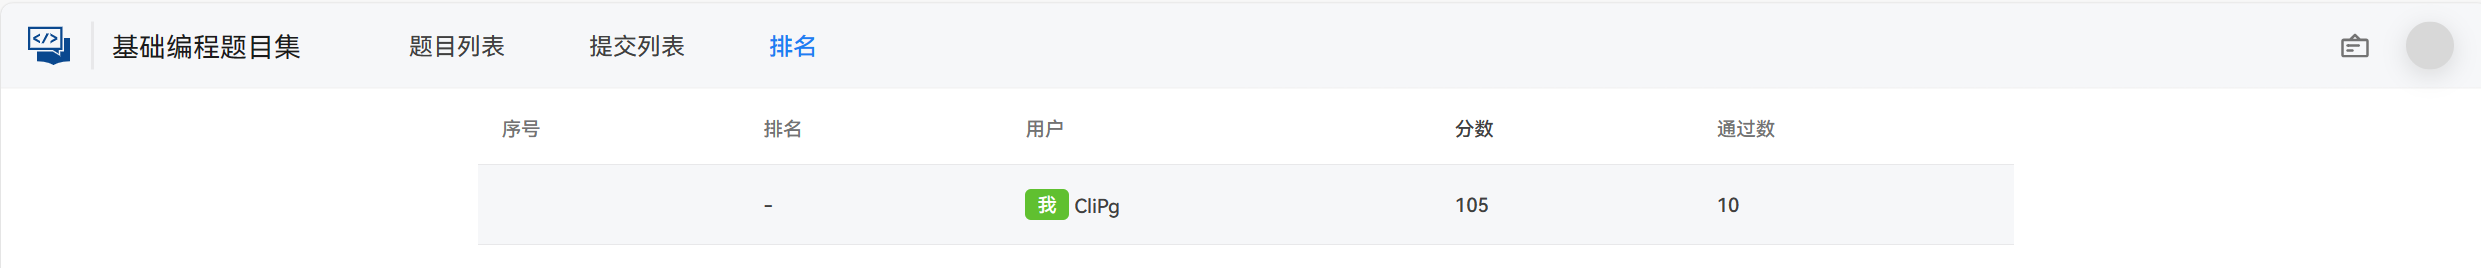 </> 基础编程题目集 题目列表 提交列表 排名
序号 排名 用户 分数 通过数
- 我 CliPg 105 10